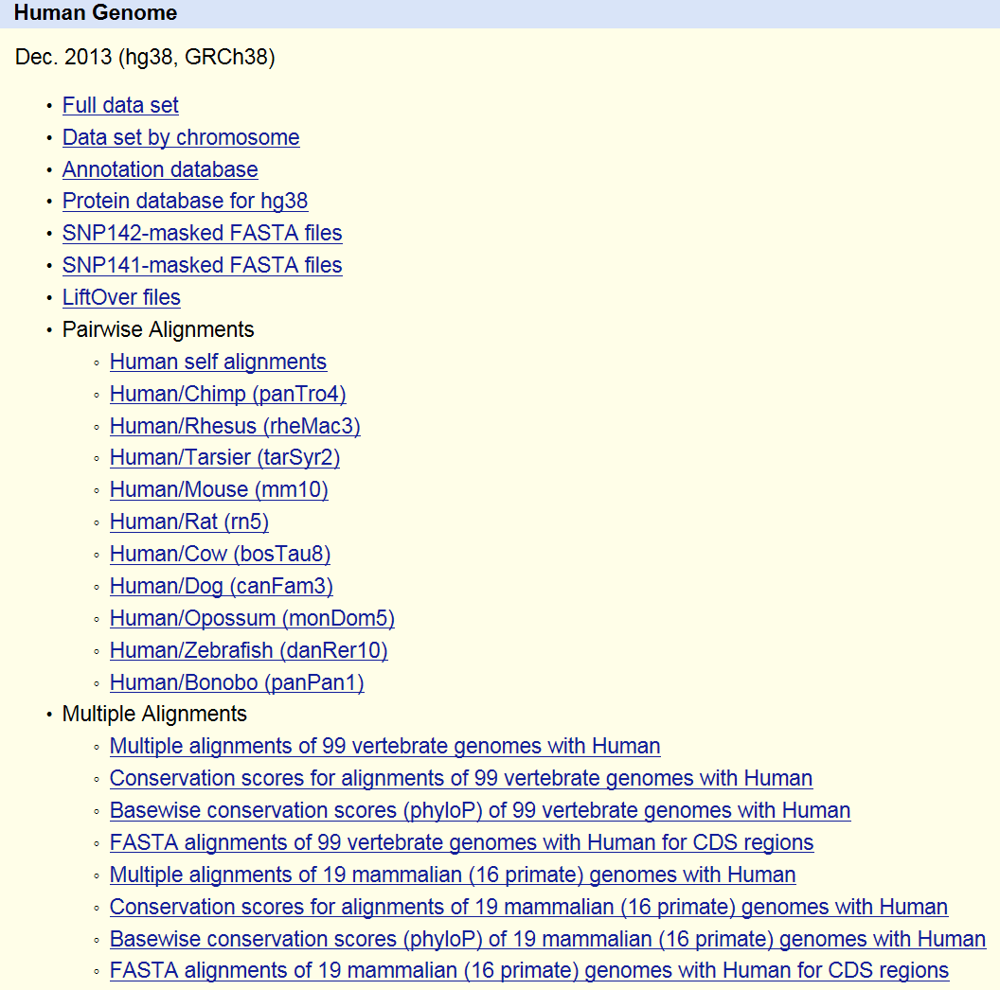 Human Genome
Dec. 2013 (hg38, GRCh38)
• Full data set
• Data set by chromosome
• Annotation database
• Protein database for hg38
• SNP142-masked FASTA files
• SNP141-masked FASTA files
• LiftOver files
• Pairwise Alignments
◦ Human self alignments
◦ Human/Chimp (panTro4)
◦ Human/Rhesus (rheMac3)
◦ Human/Tarsier (tarSyr2)
◦ Human/Mouse (mm10)
◦ Human/Rat (rn5)
◦ Human/Cow (bosTau8)
◦ Human/Dog (canFam3)
◦ Human/Opossum (monDom5)
◦ Human/Zebrafish (danRer10)
◦ Human/Bonobo (panPan1)
• Multiple Alignments
◦ Multiple alignments of 99 vertebrate genomes with Human
◦ Conservation scores for alignments of 99 vertebrate genomes with Human
◦ Basewise conservation scores (phyloP) of 99 vertebrate genomes with Human
◦ FASTA alignments of 99 vertebrate genomes with Human for CDS regions
◦ Multiple alignments of 19 mammalian (16 primate) genomes with Human
◦ Conservation scores for alignments of 19 mammalian (16 primate) genomes with Human
◦ Basewise conservation scores (phyloP) of 19 mammalian (16 primate) genomes with Human
◦ FASTA alignments of 19 mammalian (16 primate) genomes with Human for CDS regions